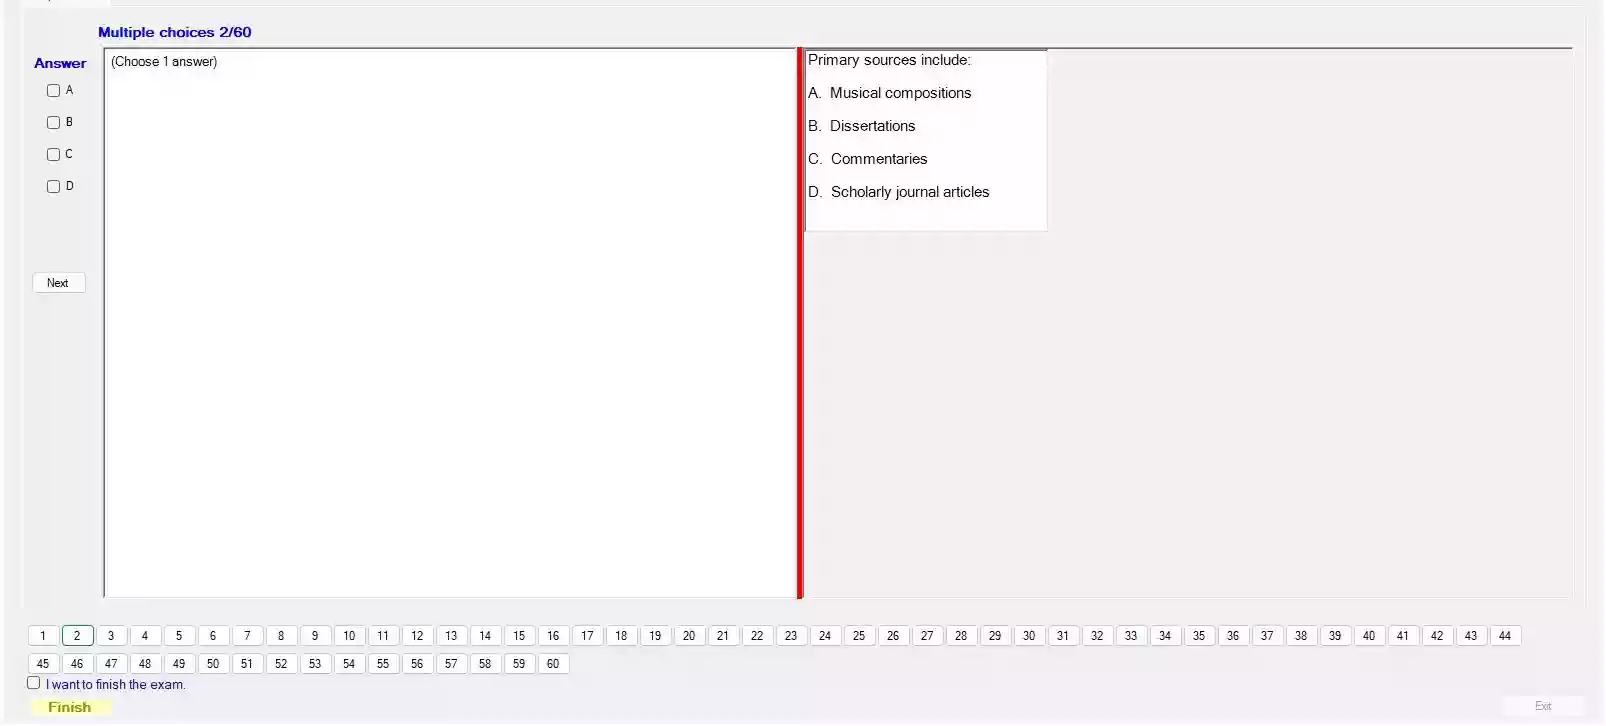 Multiple choices 2/60
Answer
(Choose 1 answer)
A
B
C
D
Next
Primary sources include:
A. Musical compositions
B. Dissertations
C. Commentaries
D. Scholarly journal articles
1 2 3 4 5 6 7 8 9 10 11 12 13 14 15 16 17 18 19 20 21 22 23 24 25 26 27 28 29 30 31 32 33 34 35 36 37 38 39 40 41 42 43 44
45 46 47 48 49 50 51 52 53 54 55 56 57 58 59 60
I want to finish the exam.
Finish
Exit